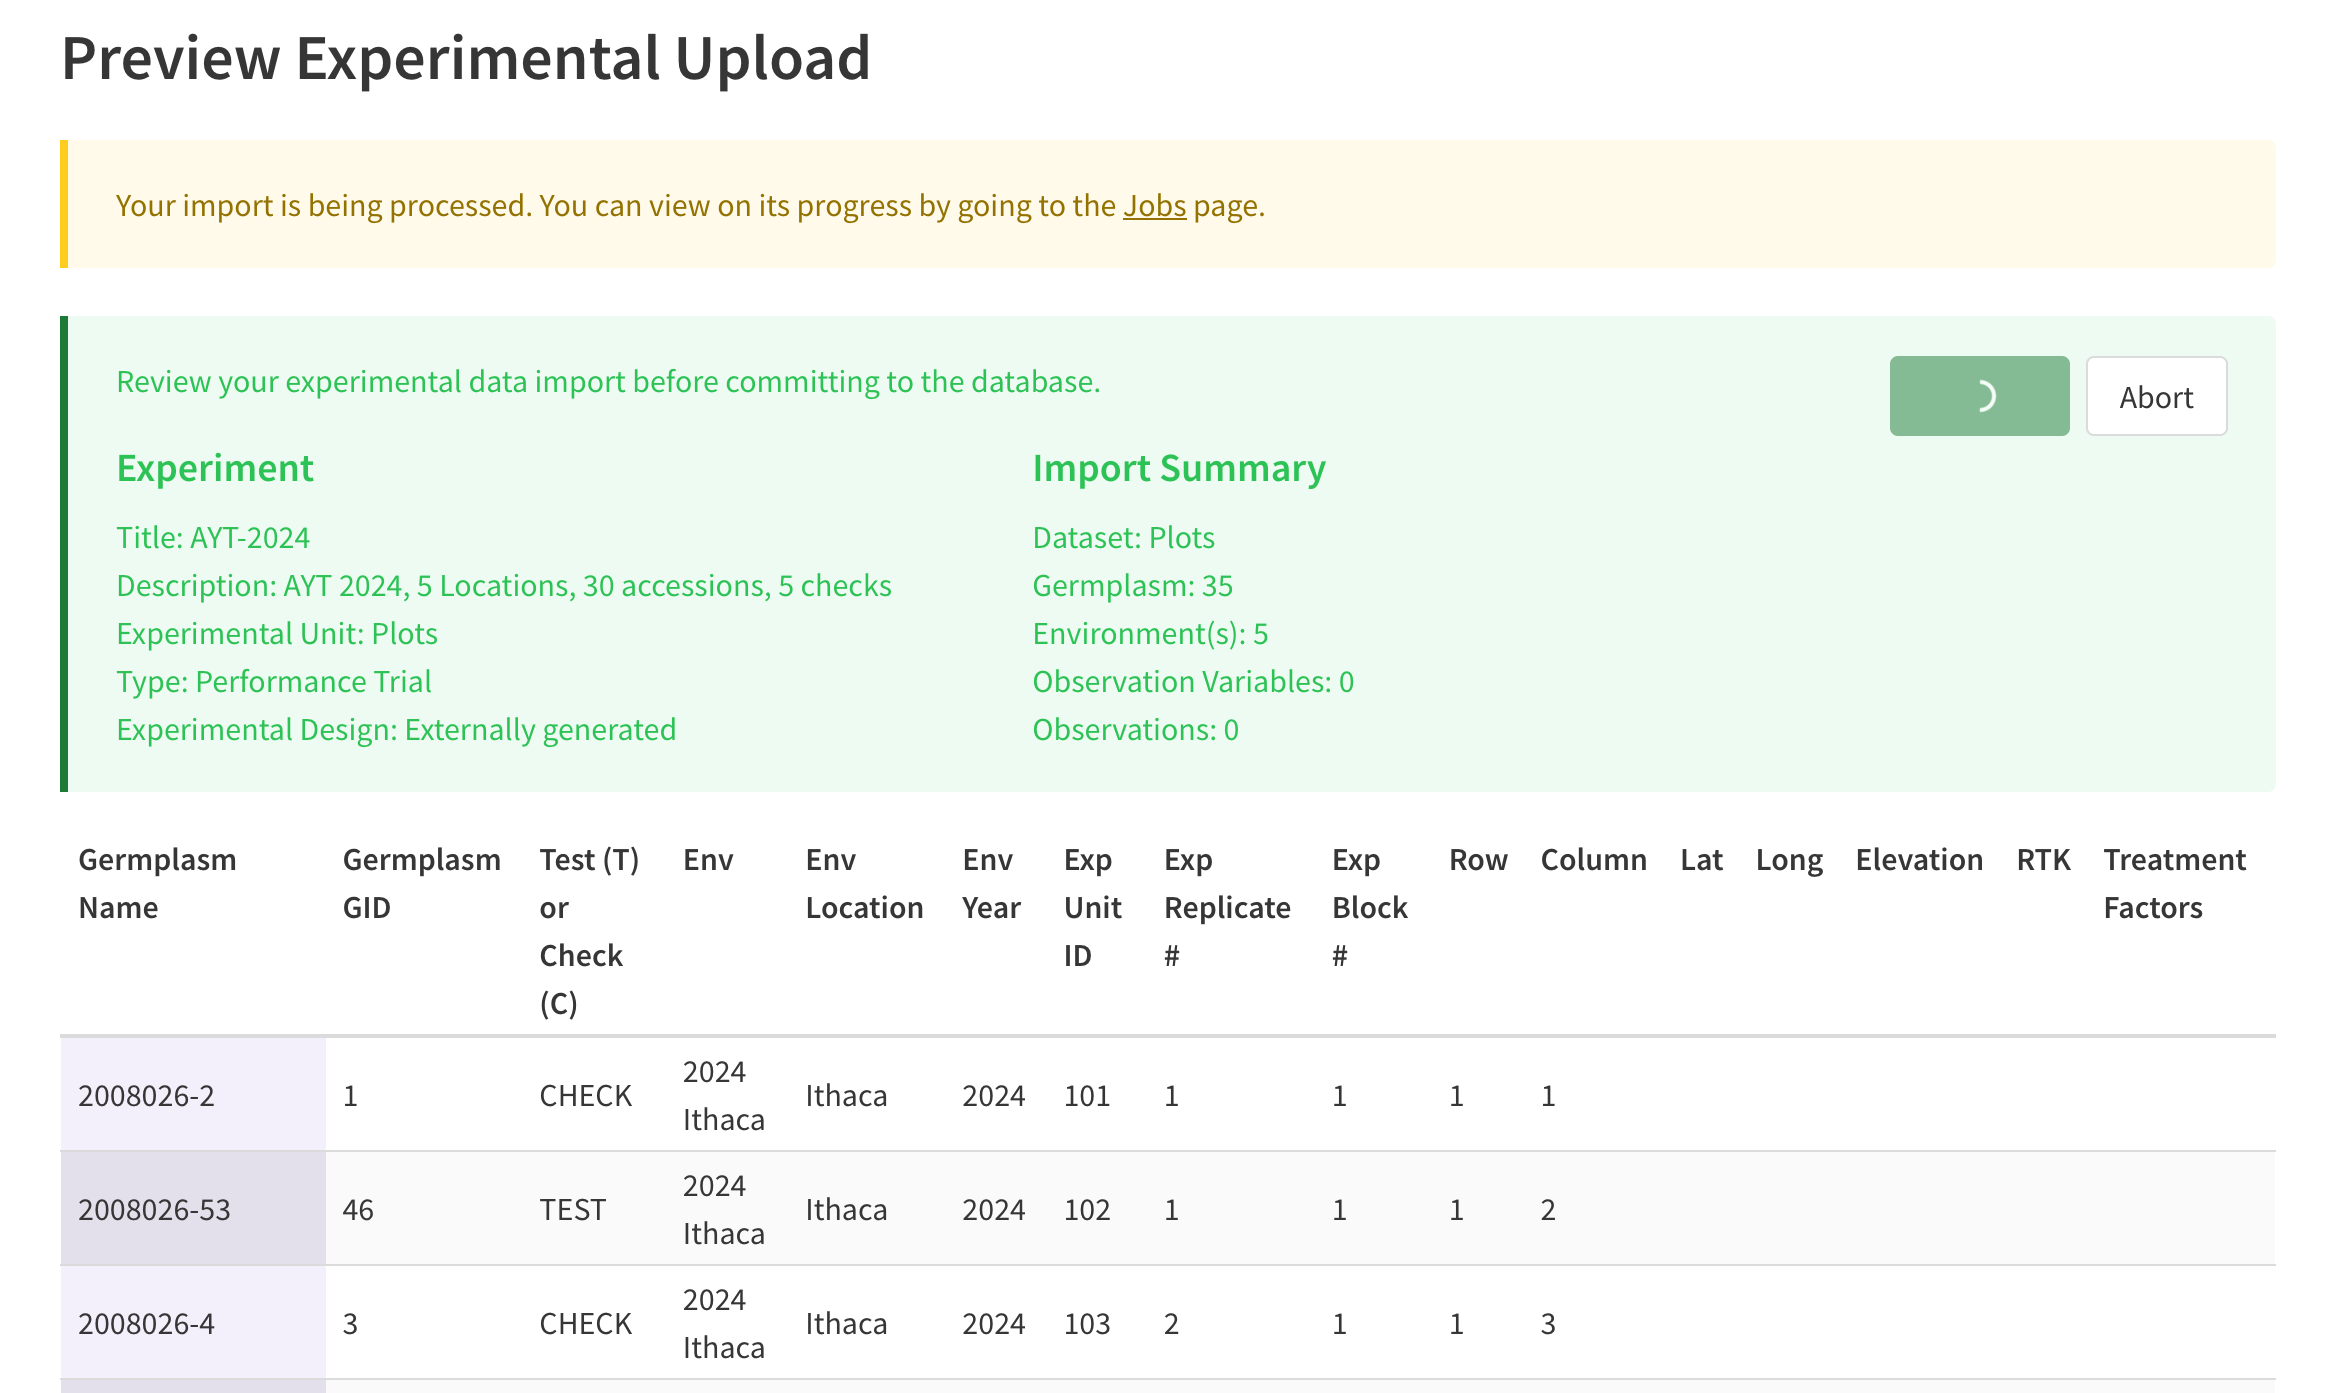 Preview Experimental Upload
Your import is being processed. You can view on its progress by going to the Jobs page.
Review your experimental data import before committing to the database.
Abort
Experiment
Title: AYT-2024
Description: AYT 2024, 5 Locations, 30 accessions, 5 checks
Experimental Unit: Plots
Type: Performance Trial
Experimental Design: Externally generated
Import Summary
Dataset: Plots
Germplasm: 35
Environment(s): 5
Observation Variables: 0
Observations: 0
Germplasm Name
Germplasm GID
Test (T) or Check (C)
Env
Env Location
Env Year
Exp Unit ID
Exp Replicate #
Exp Block #
Row
Column
Lat
Long
Elevation
RTK
Treatment Factors
2008026-2 1 CHECK 2024 Ithaca Ithaca 2024 101 1 1 1 1
2008026-53 46 TEST 2024 Ithaca Ithaca 2024 102 1 1 1 2
2008026-4 3 CHECK 2024 Ithaca Ithaca 2024 103 2 1 1 3